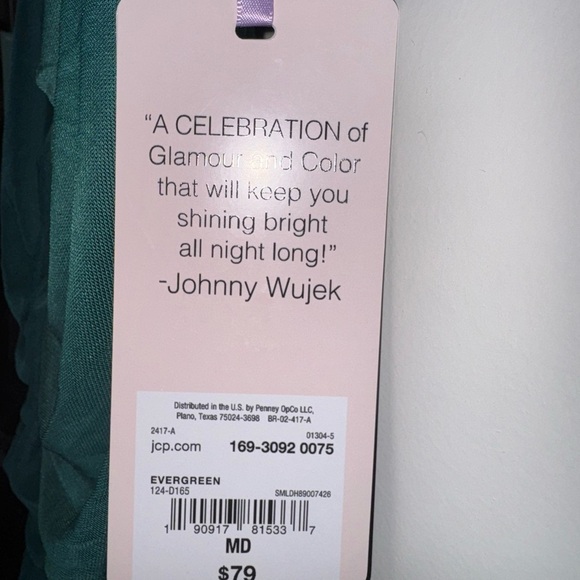 “A CELEBRATION of
Glamour and Color
that will keep you
shining bright
all night long!”
-Johnny Wujek
Distributed in the U.S. by Penney OpCo LLC,
Plano, Texas 75024-3698 BR-02-417-A
2417-A 01304-5
jcp.com 169-3092 0075
EVERGREEN
124-D165 SMLDH89007426
1 90917 81533 7
MD
$79